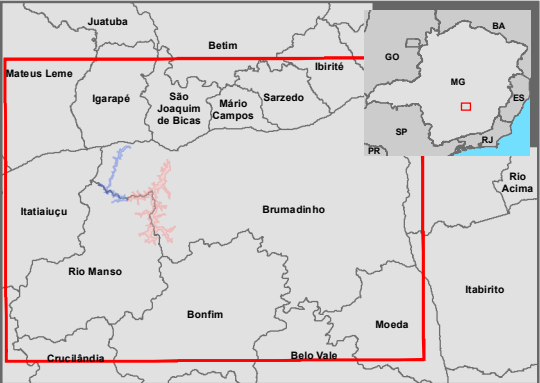 Juatuba
Betim
Ibirité
Mateus Leme
Igarapé
São
Joaquim
de Bicas
Mário
Campos
Sarzedo
BA
GO
MG
ES
SP
RJ
PR
Rio
Acima
Itatiaiuçu
Brumadinho
Rio Manso
Itabirito
Bonfim
Moeda
Crucilândia
Belo Vale